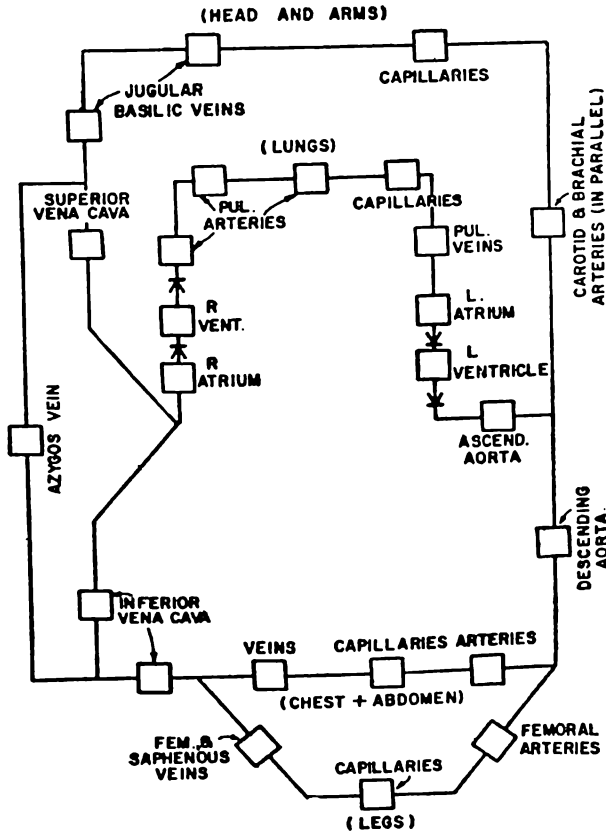 (HEAD AND ARMS)
CAPILLARIES
JUGULAR
BASILIC VEINS
(LUNGS)
CAROTID & BRACHIAL
ARTERIES (IN PARALLEL)
SUPERIOR
VENA CAVA
PUL.
ARTERIES
CAPILLARIES
PUL.
VEINS
R
VENT.
L.
ATRIUM
R
ATRIUM
L
VENTRICLE
AZYGOS VEIN
ASCEND.
AORTA
DESCENDING
AORTA.
INFERIOR
VENA CAVA
VEINS
CAPILLARIES ARTERIES
(CHEST + ABDOMEN)
FEM. &
SAPHENOUS
VEINS
FEMORAL
ARTERIES
CAPILLARIES
(LEGS)